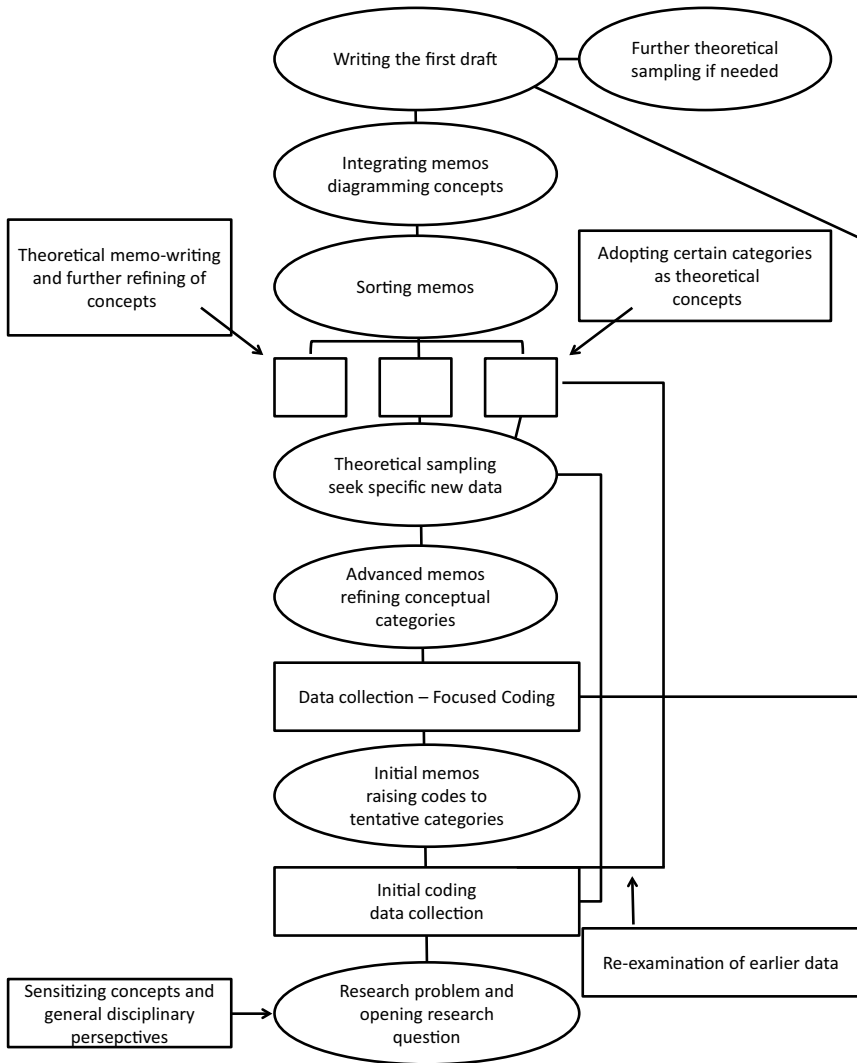 Writing the first draft
Further theoretical
sampling if needed
Integrating memos
diagramming concepts
Theoretical memo-writing
and further refining of
concepts
Sorting memos
Adopting certain categories
as theoretical
concepts
Theoretical sampling
seek specific new data
Advanced memos
refining conceptual
categories
Data collection – Focused Coding
Initial memos
raising codes to
tentative categories
Initial coding
data collection
Re-examination of earlier data
Sensitizing concepts and
general disciplinary
persepctives
Research problem and
opening research
question